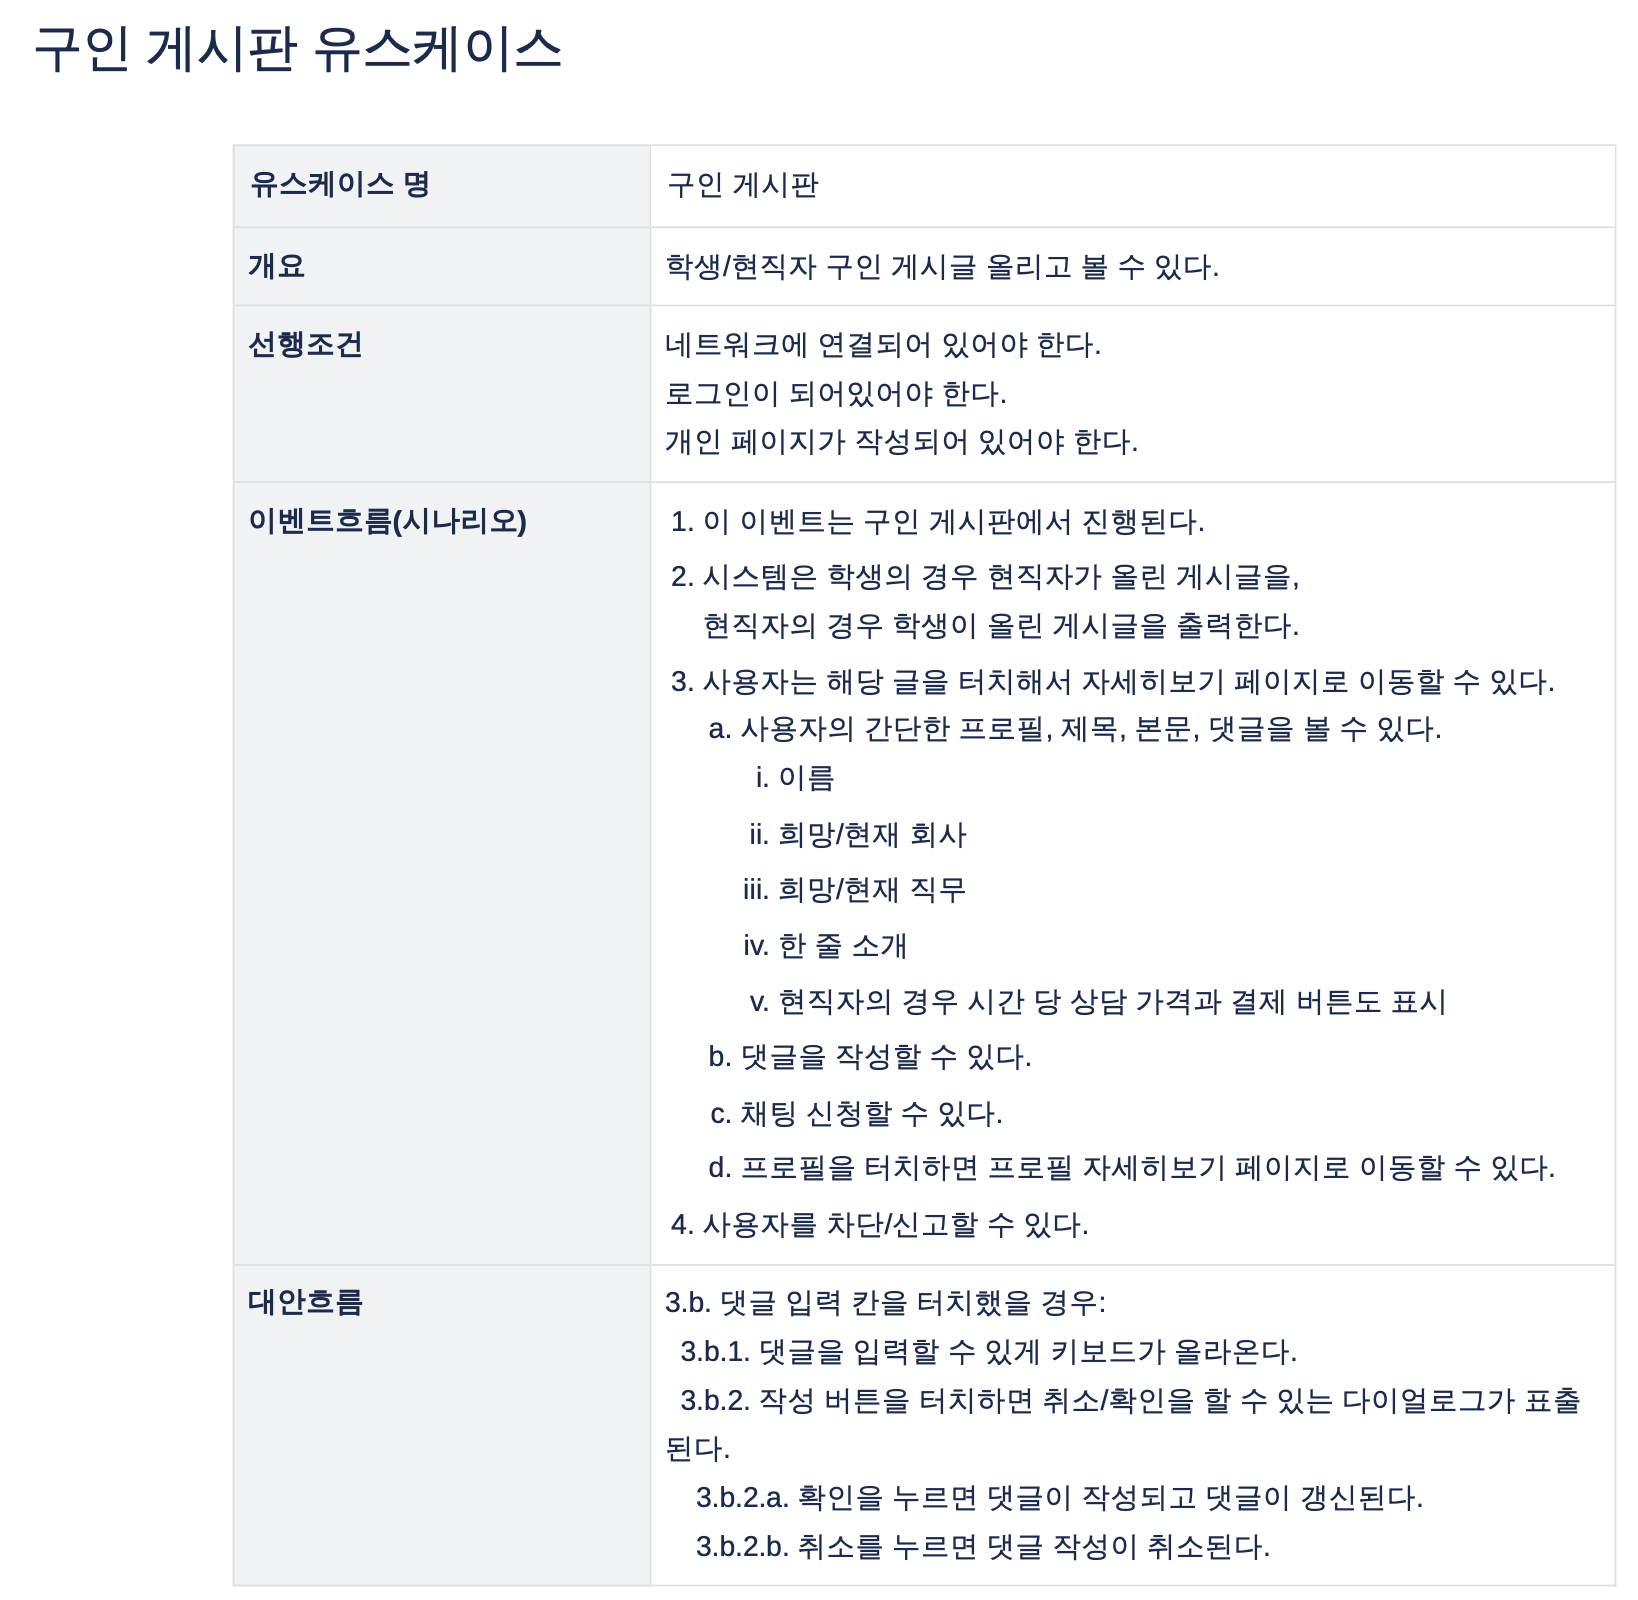 구인 게시판 유스케이스
유스케이스 명
구인 게시판
개요
학생/현직자 구인 게시글 올리고 볼 수 있다.
선행조건
네트워크에 연결되어 있어야 한다.
로그인이 되어있어야 한다.
개인 페이지가 작성되어 있어야 한다.
이벤트흐름(시나리오)
1. 이 이벤트는 구인 게시판에서 진행된다.
2. 시스템은 학생의 경우 현직자가 올린 게시글을,
현직자의 경우 학생이 올린 게시글을 출력한다.
3. 사용자는 해당 글을 터치해서 자세히보기 페이지로 이동할 수 있다.
a. 사용자의 간단한 프로필, 제목, 본문, 댓글을 볼 수 있다.
i. 이름
ii. 희망/현재 회사
iii. 희망/현재 직무
iv. 한 줄 소개
v. 현직자의 경우 시간 당 상담 가격과 결제 버튼도 표시
b. 댓글을 작성할 수 있다.
c. 채팅 신청할 수 있다.
d. 프로필을 터치하면 프로필 자세히보기 페이지로 이동할 수 있다.
4. 사용자를 차단/신고할 수 있다.
대안흐름
3.b. 댓글 입력 칸을 터치했을 경우:
3.b.1. 댓글을 입력할 수 있게 키보드가 올라온다.
3.b.2. 작성 버튼을 터치하면 취소/확인을 할 수 있는 다이얼로그가 표출
된다.
3.b.2.a. 확인을 누르면 댓글이 작성되고 댓글이 갱신된다.
3.b.2.b. 취소를 누르면 댓글 작성이 취소된다.